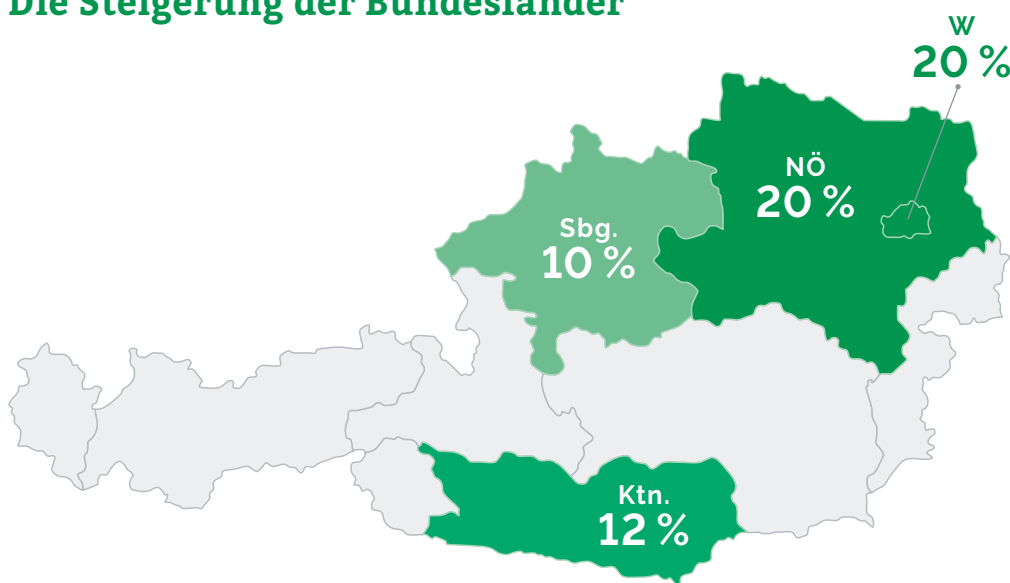 Die Steigerung der Bundesländer
W
20 %
NÖ
20 %
Sbg.
10 %
Ktn.
12 %